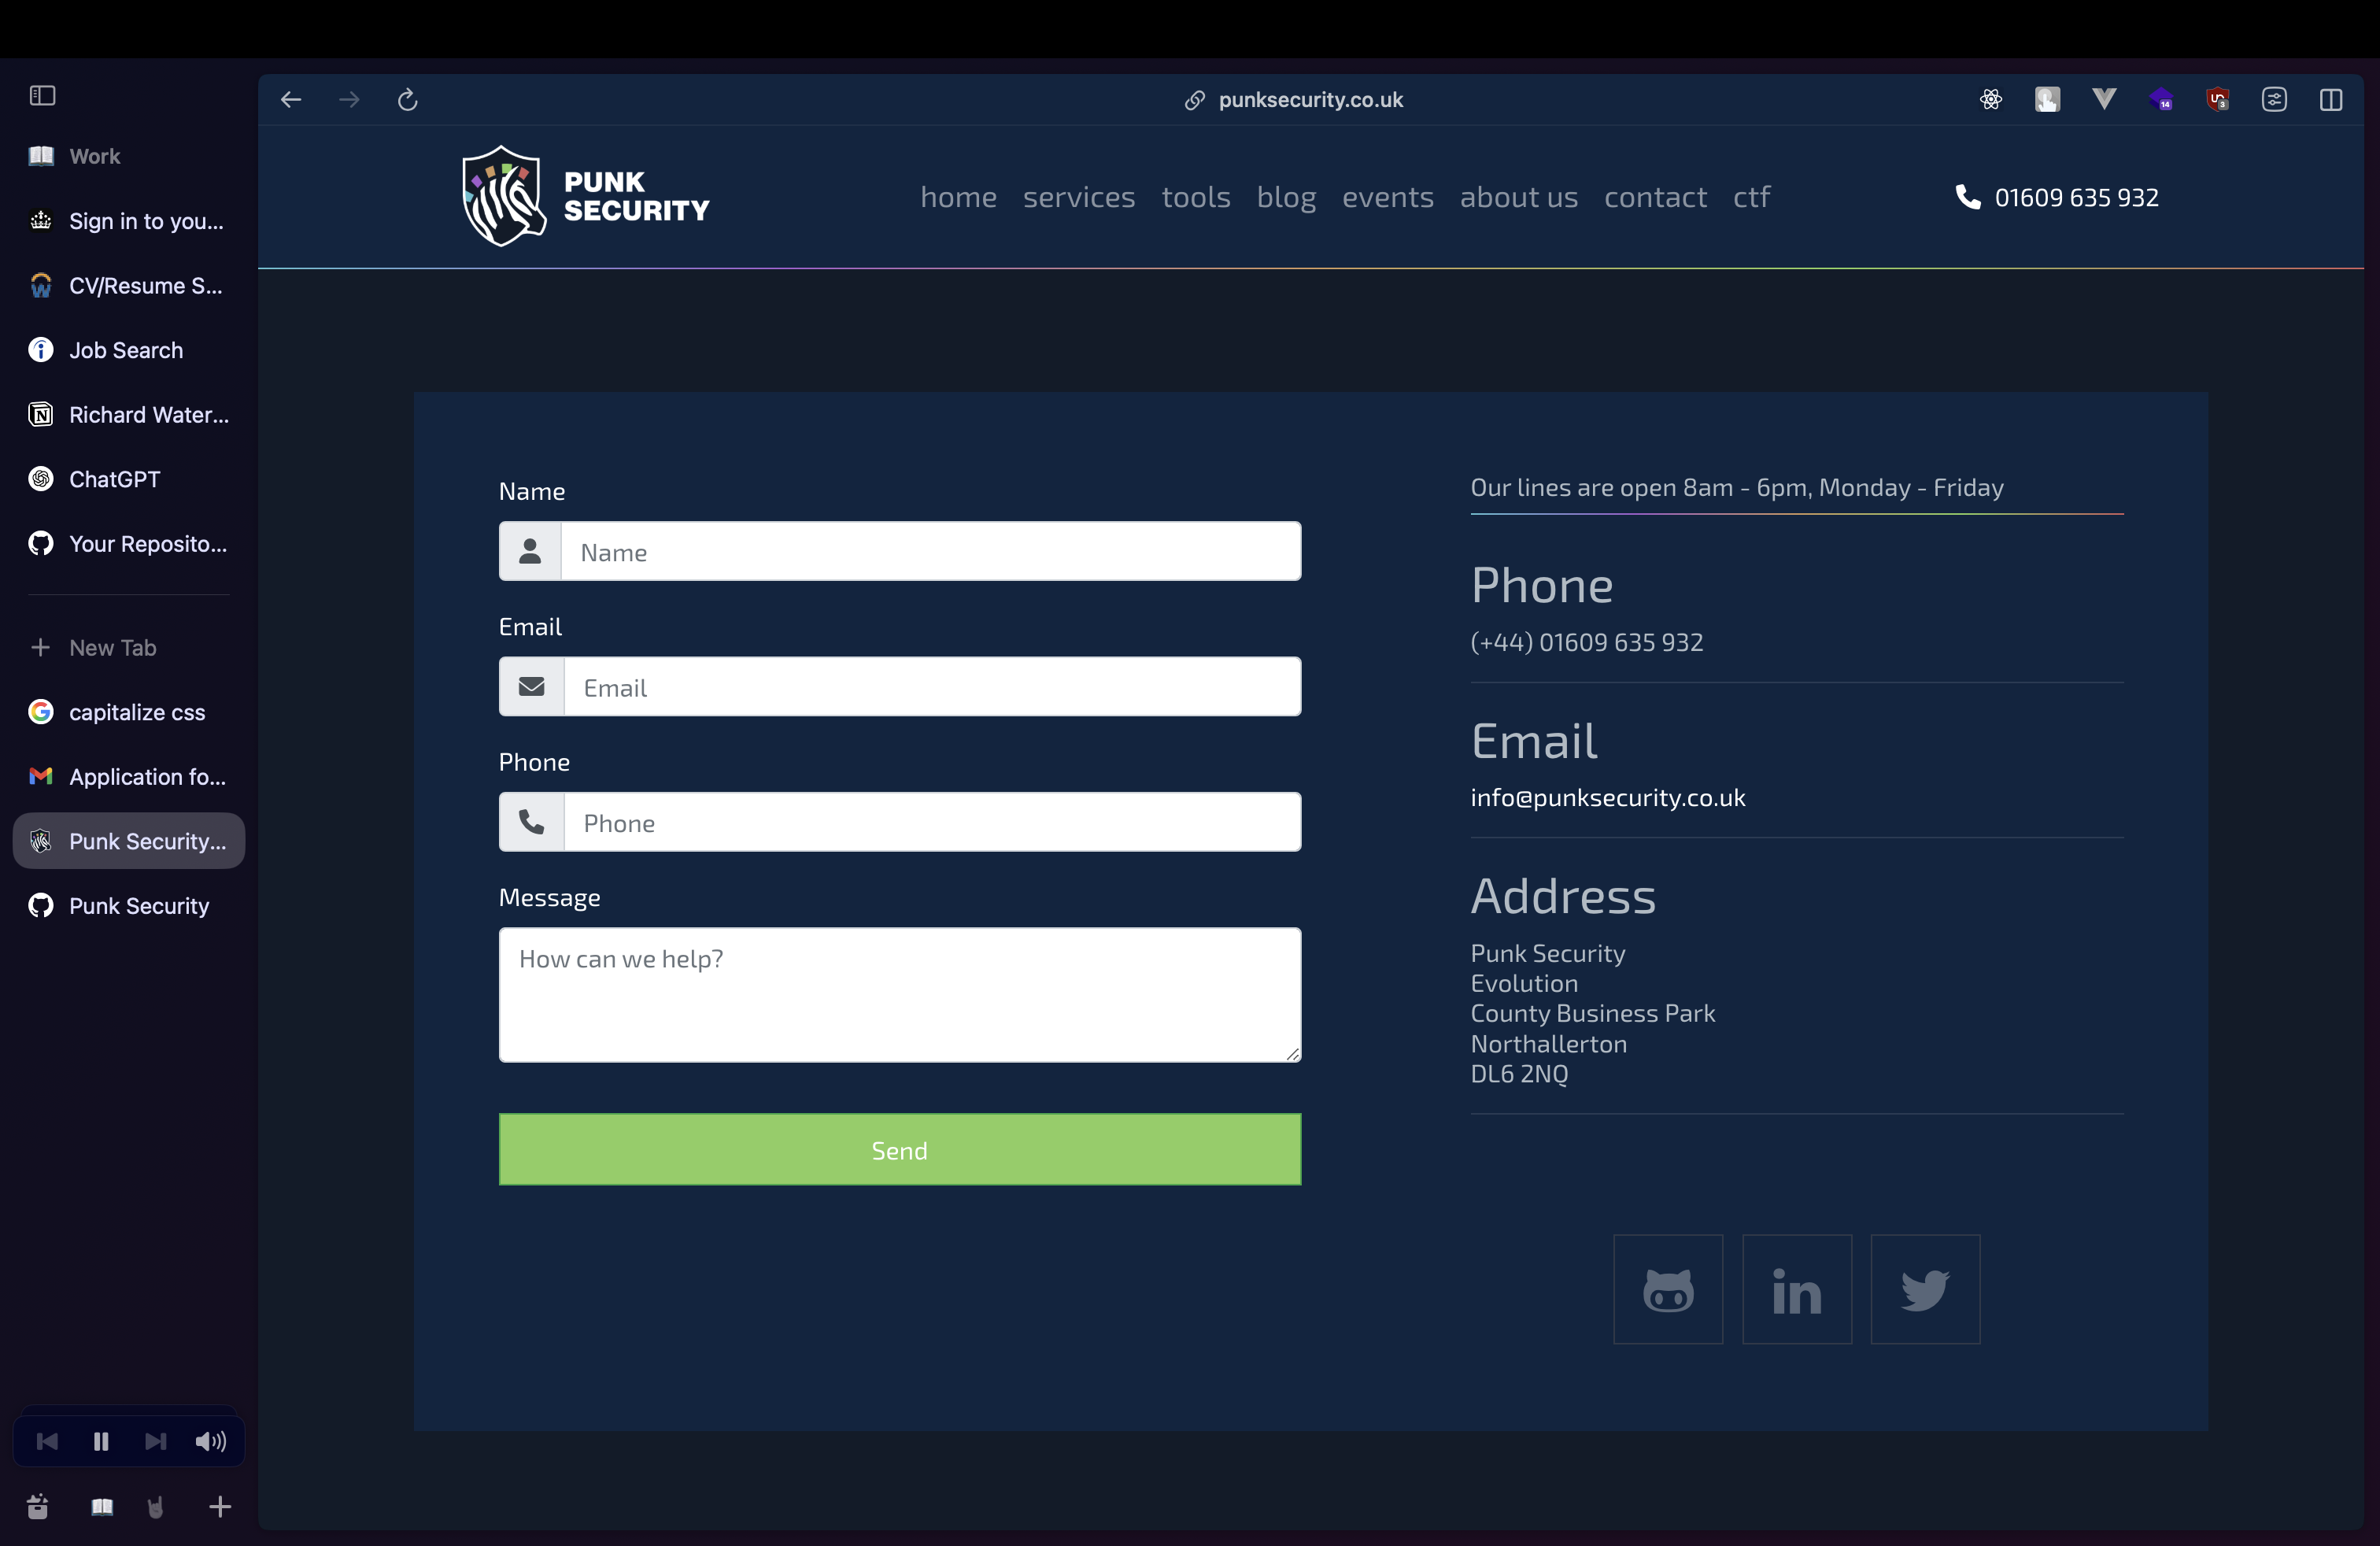 punksecurity.co.uk
14
3
Work
Sign in to you...
CV/Resume S...
Job Search
Richard Water...
ChatGPT
Your Reposito...
New Tab
capitalize css
Application fo...
Punk Security...
Punk Security
PUNK
SECURITY
home services tools blog events about us contact ctf
01609 635 932
Name
Name
Email
Email
Phone
Phone
Message
How can we help?
Send
Our lines are open 8am - 6pm, Monday - Friday
Phone
(+44) 01609 635 932
Email
info@punksecurity.co.uk
Address
Punk Security
Evolution
County Business Park
Northallerton
DL6 2NQ
in